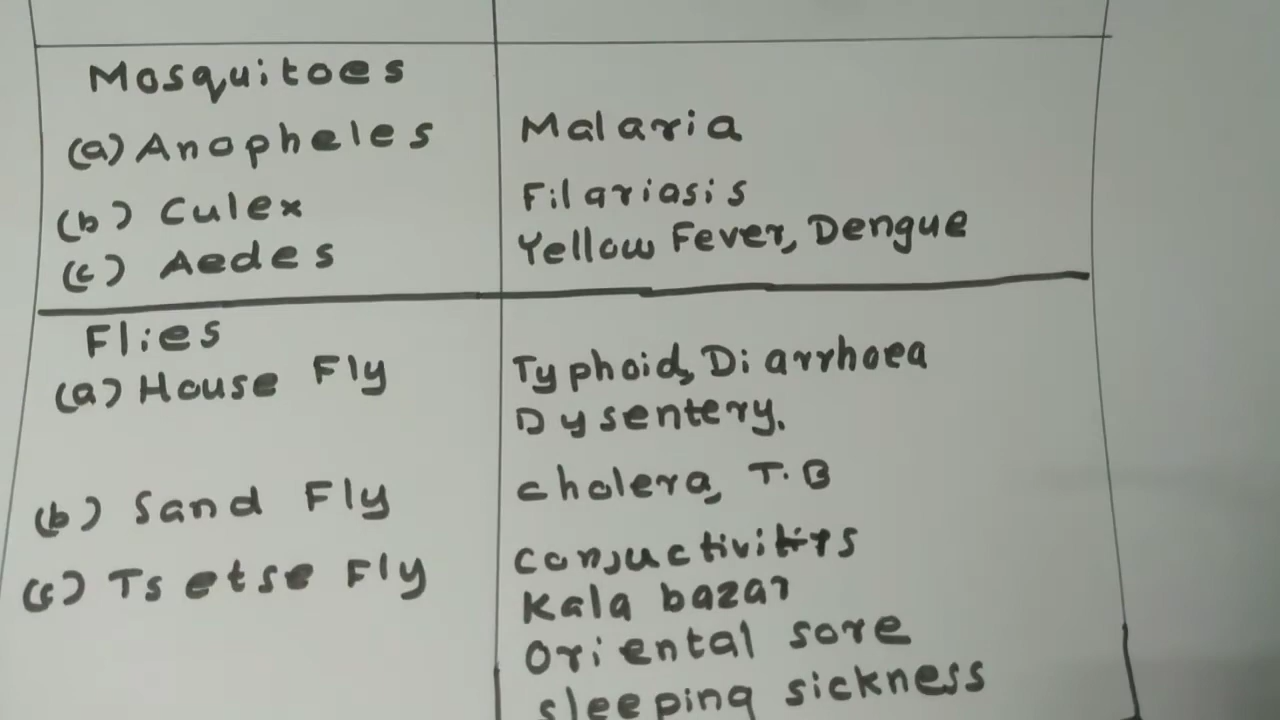 Mosquitoes
(a) Anopheles Malaria
(b) Culex Filariasis
(c) Aedes Yellow Fever, Dengue
Flies
(a) House Fly Typhoid, Diarrhoea
Dysentery.
(b) Sand Fly cholera, T.B
(c) Tsetse Fly conjuctivitis
Kala bazar
Oriental sore
sleeping sickness